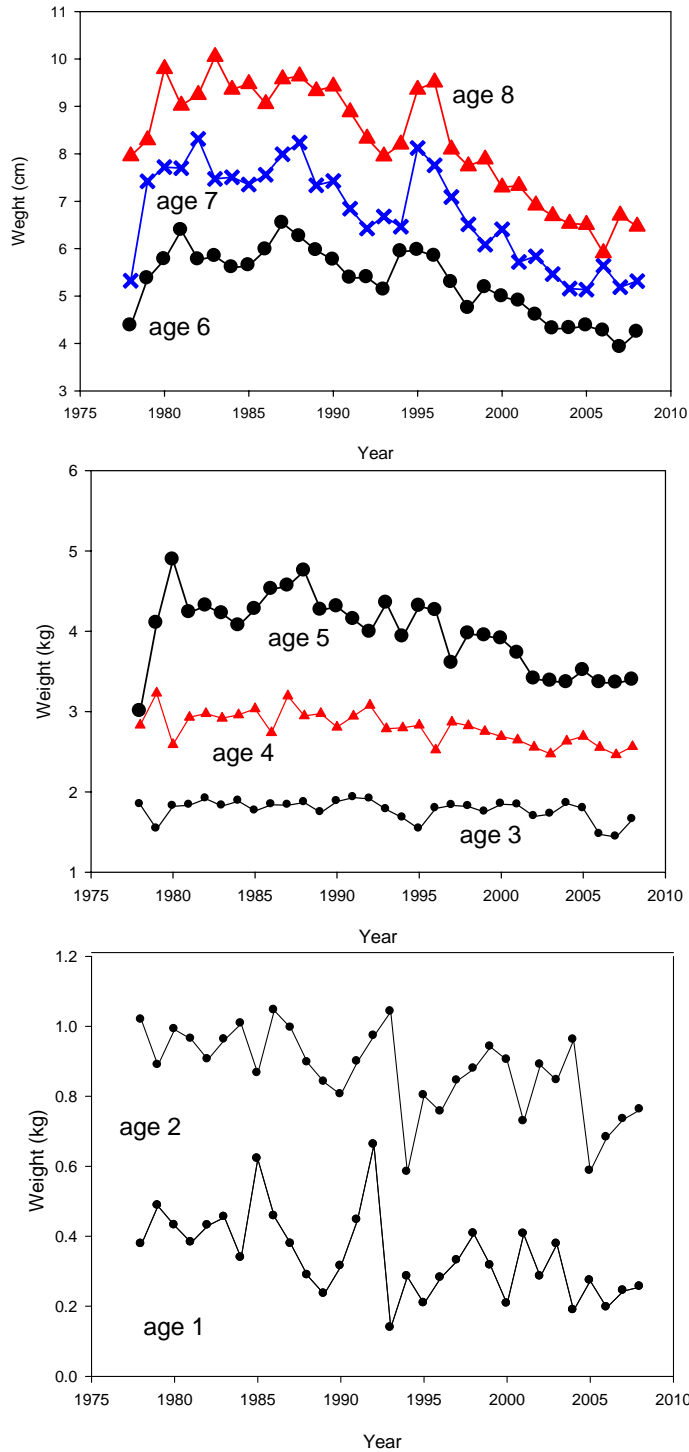 11
10
9
8
7
6
5
4
3
Weght (cm)
age 8
age 7
age 6
1975 1980 1985 1990 1995 2000 2005 2010
Year
6
5
4
3
2
1
Weight (kg)
age 5
age 4
age 3
1975 1980 1985 1990 1995 2000 2005 2010
Year
1.2
1.0
0.8
0.6
0.4
0.2
0.0
Weight (kg)
age 2
age 1
1975 1980 1985 1990 1995 2000 2005 2010
Year